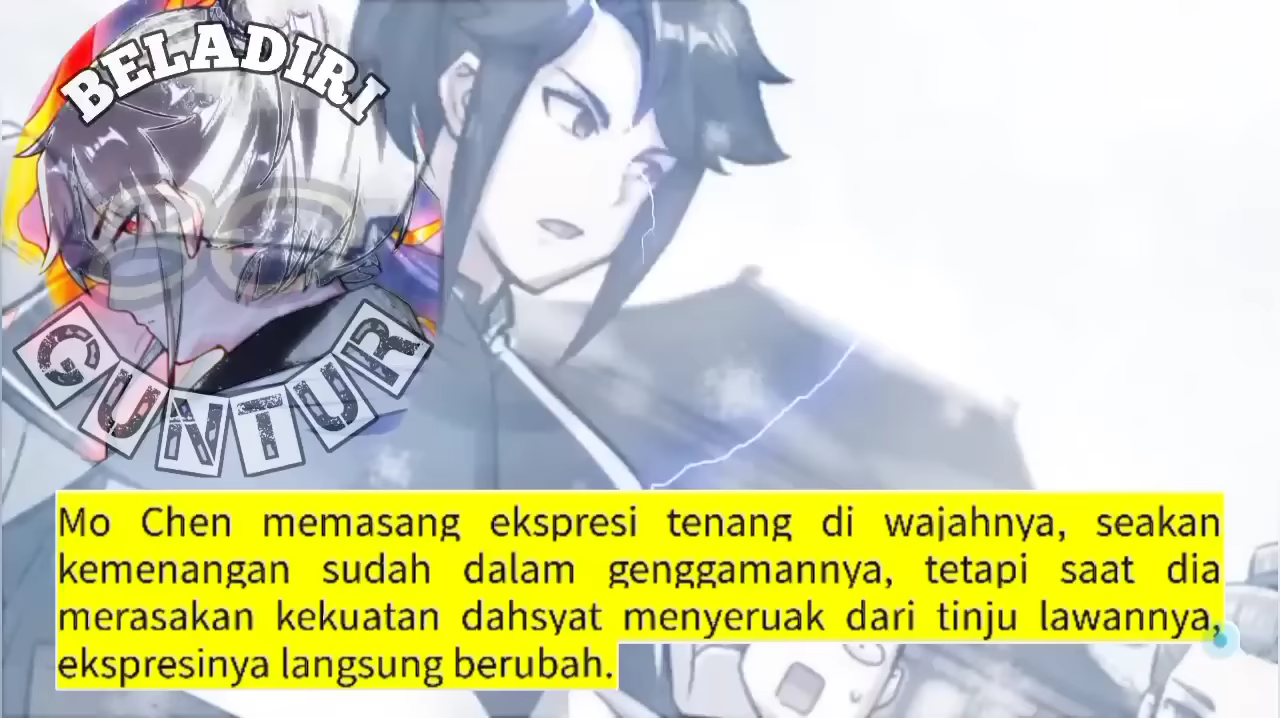 BELADIRI
GUNTUR
Mo Chen memasang ekspresi tenang di wajahnya, seakan
kemenangan sudah dalam genggamannya, tetapi saat dia
merasakan kekuatan dahsyat menyeruak dari tinju lawannya,
ekspresinya langsung berubah.